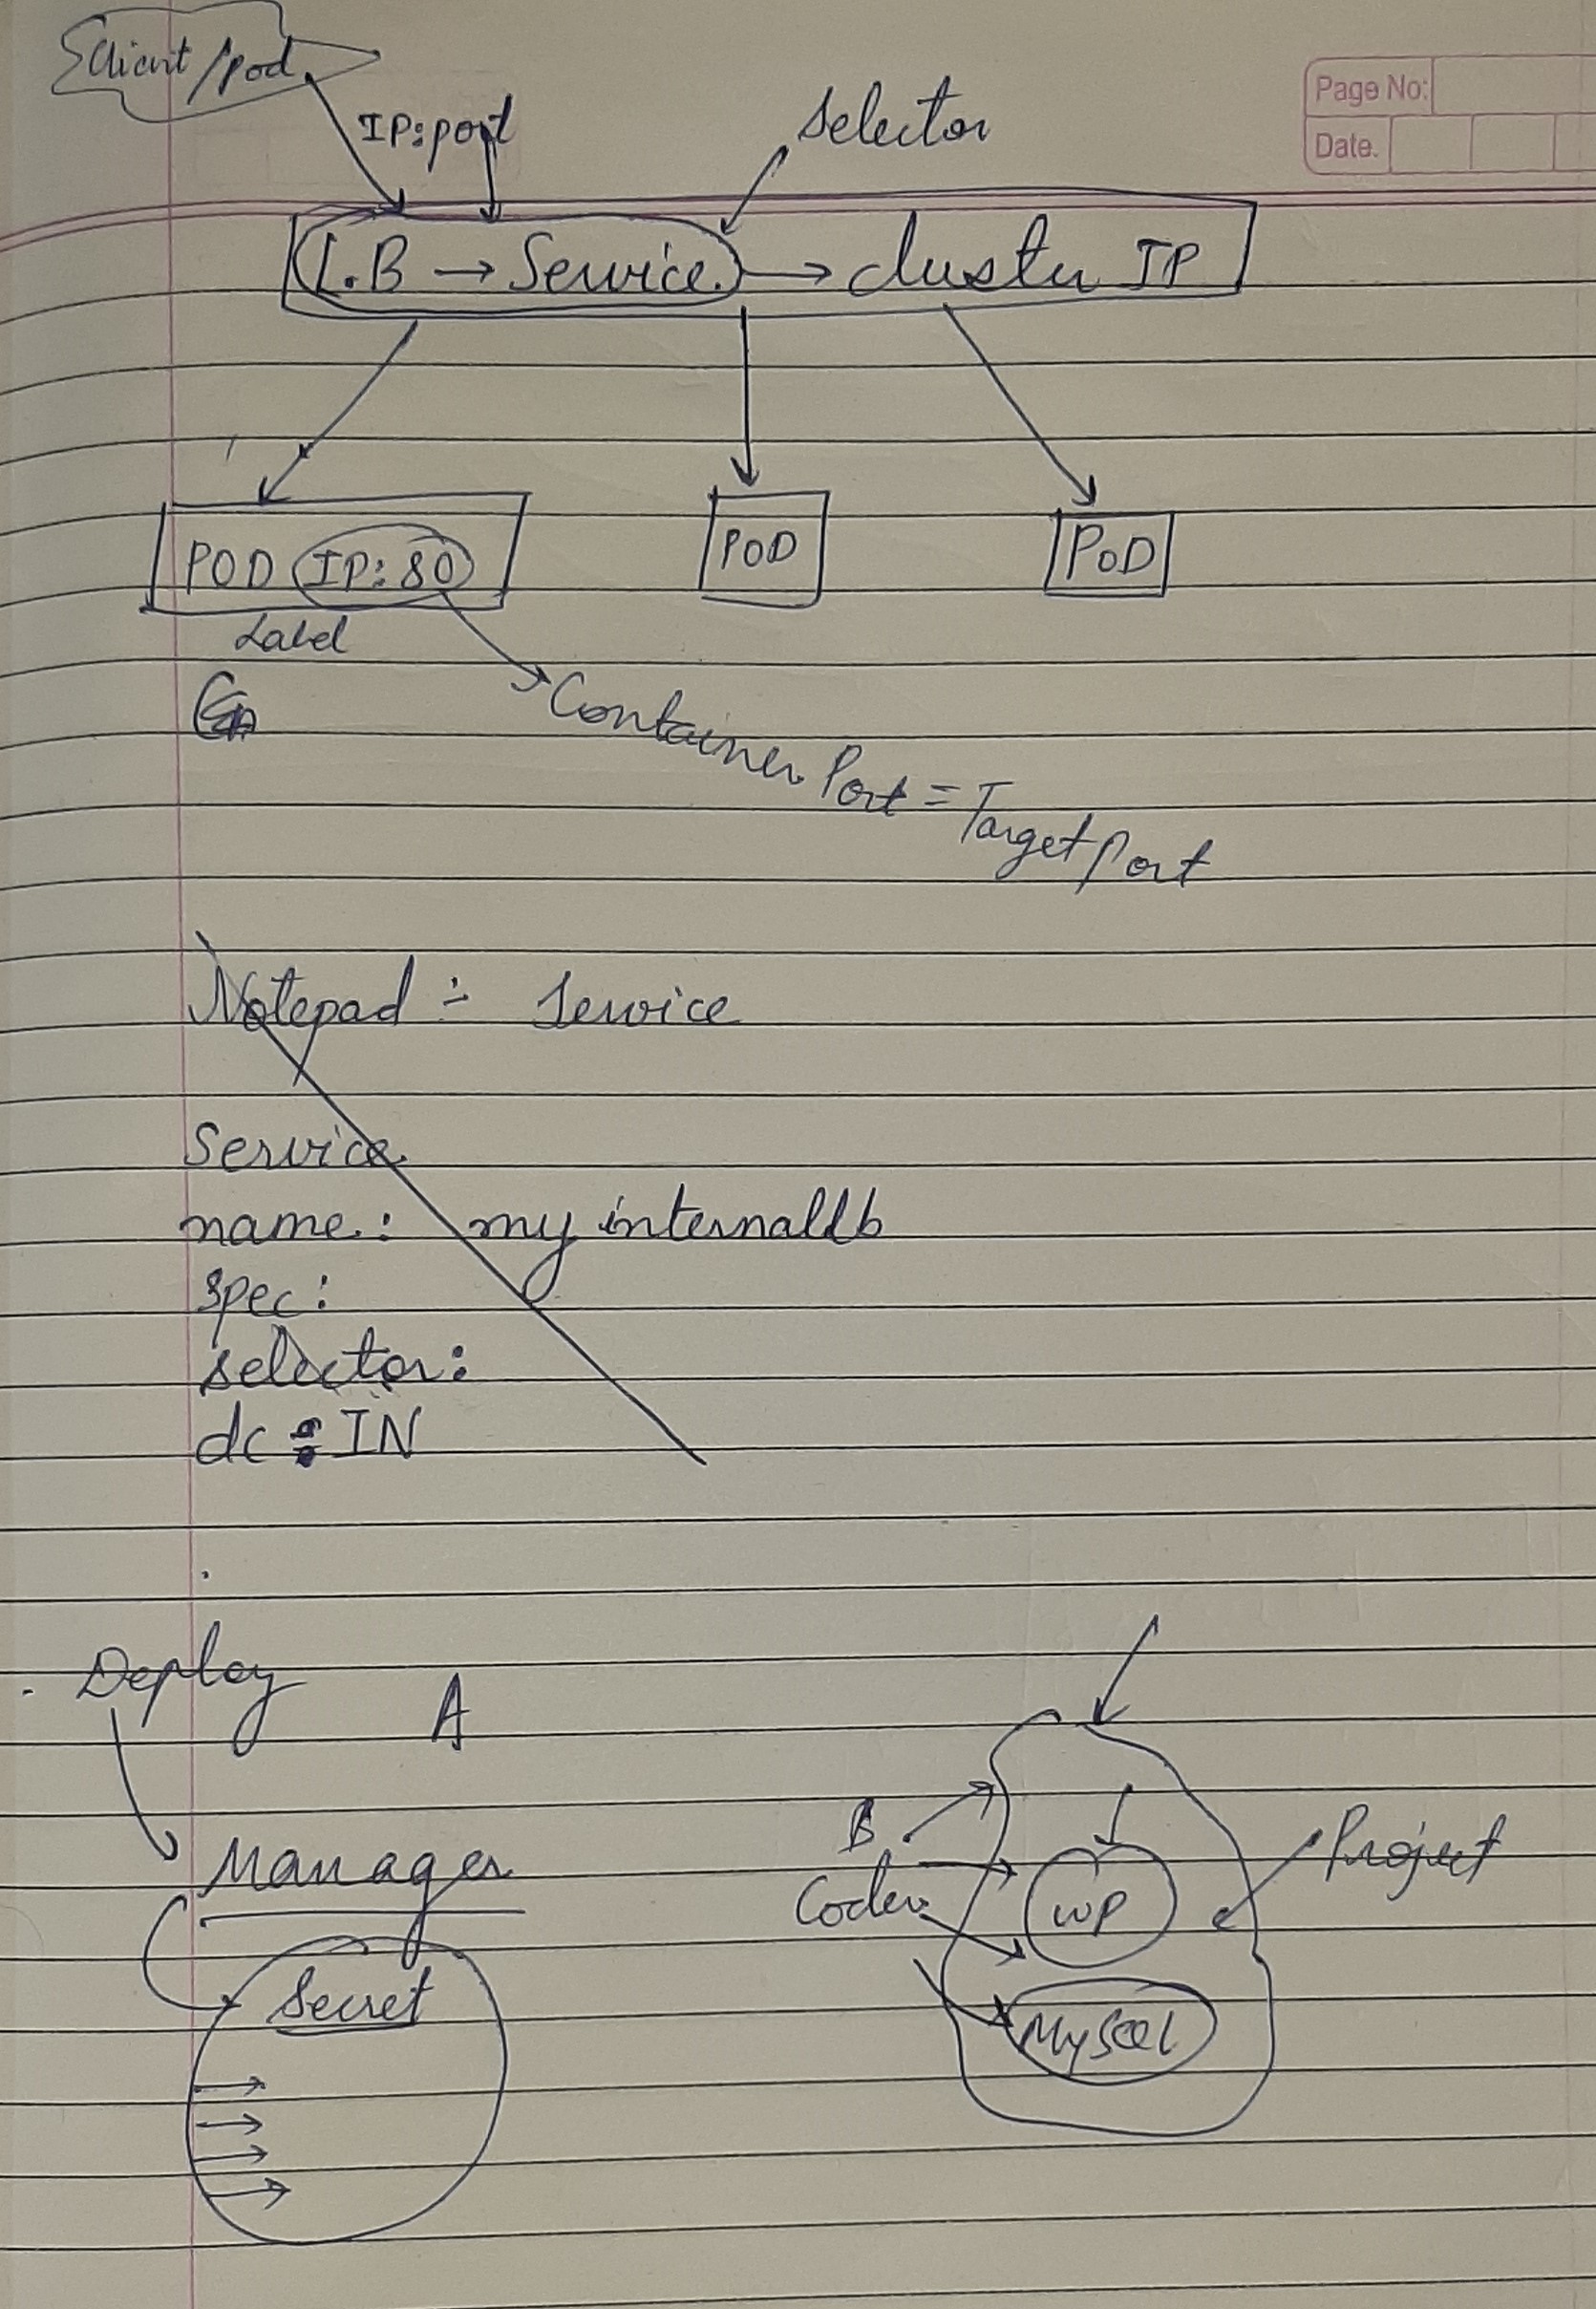 Client/pod
Page No:
IP:port
selector
Date.
L.B → Service → cluster IP
POD IP:80
POD
POD
Label
Container Port = Target Port
Notepad :- Service
Service
name: my internallb
spec:
selector:
dc : IN
Deploy
A
B
Project
Manager
Coder
WP
Secret
MySQL